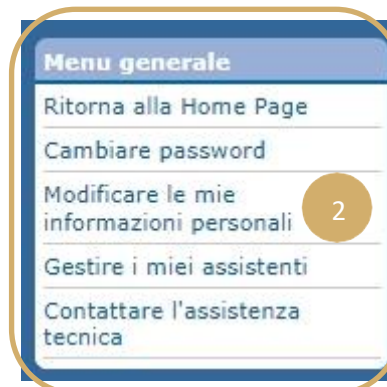 Menu generale
Ritorna alla Home Page
Cambiare password
Modificare le mie
informazioni personali
2
Gestire i miei assistenti
Contattare l'assistenza
tecnica